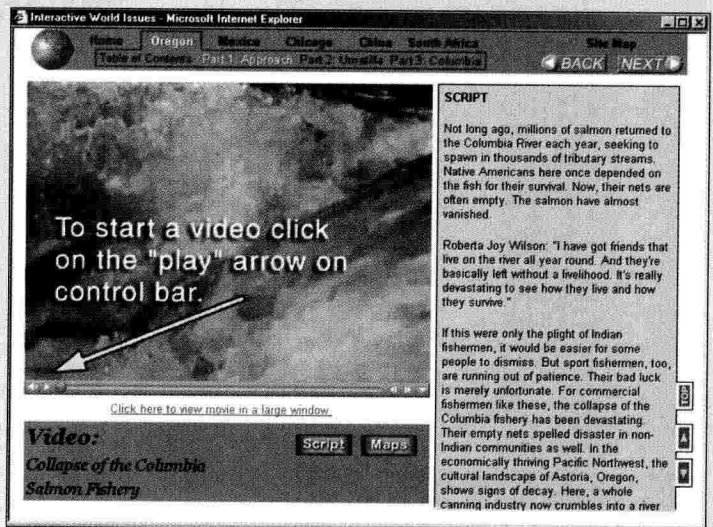 Interactive World Issues - Microsoft Internet Explorer
Home Oregon Mexico Chicago China South Africa Site Map
Table of Contents Part 1: Approach Part 2: Umatilla Part 3: Columbia BACK NEXT
To start a video click
on the "play" arrow on
control bar.
Click here to view movie in a large window.
Video:
Collapse of the Columbia
Salmon Fishery
Script Maps
SCRIPT
Not long ago, millions of salmon returned to
the Columbia River each year, seeking to
spawn in thousands of tributary streams.
Native Americans here once depended on
the fish for their survival. Now, their nets are
often empty. The salmon have almost
vanished.
Roberta Joy Wilson: "I have got friends that
live on the river all year round. And they're
basically left without a livelihood. It's really
devastating to see how they live and how
they survive."
If this were only the plight of Indian
fishermen, it would be easier for some
people to dismiss. But sport fishermen, too,
are running out of patience. Their bad luck
is merely unfortunate. For commercial
fishermen like these, the collapse of the
Columbia fishery has been devastating.
Their empty nets spelled disaster in non-
Indian communities as well. In the
economically thriving Pacific Northwest, the
cultural landscape of Astoria, Oregon,
shows signs of decay. Here, a whole
canning industry now crumbles into a river